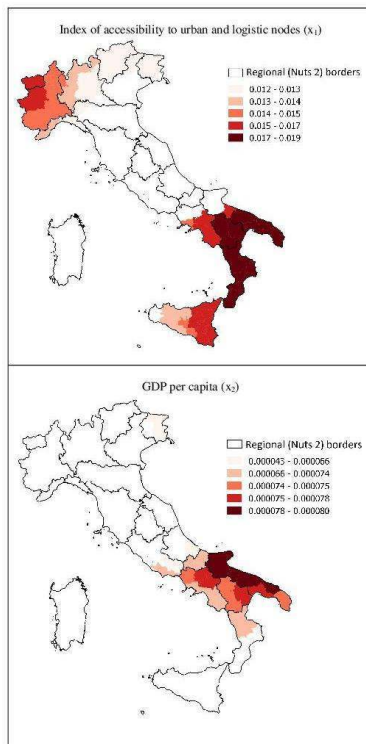 Index of accessibility to urban and logistic nodes (x₁)
Regional (Nuts 2) borders
0.012 - 0.013
0.013 - 0.014
0.014 - 0.015
0.015 - 0.017
0.017 - 0.019
GDP per capita (x₂)
Regional (Nuts 2) borders
0.000043 - 0.000066
0.000066 - 0.000074
0.000074 - 0.000075
0.000075 - 0.000078
0.000078 - 0.000080